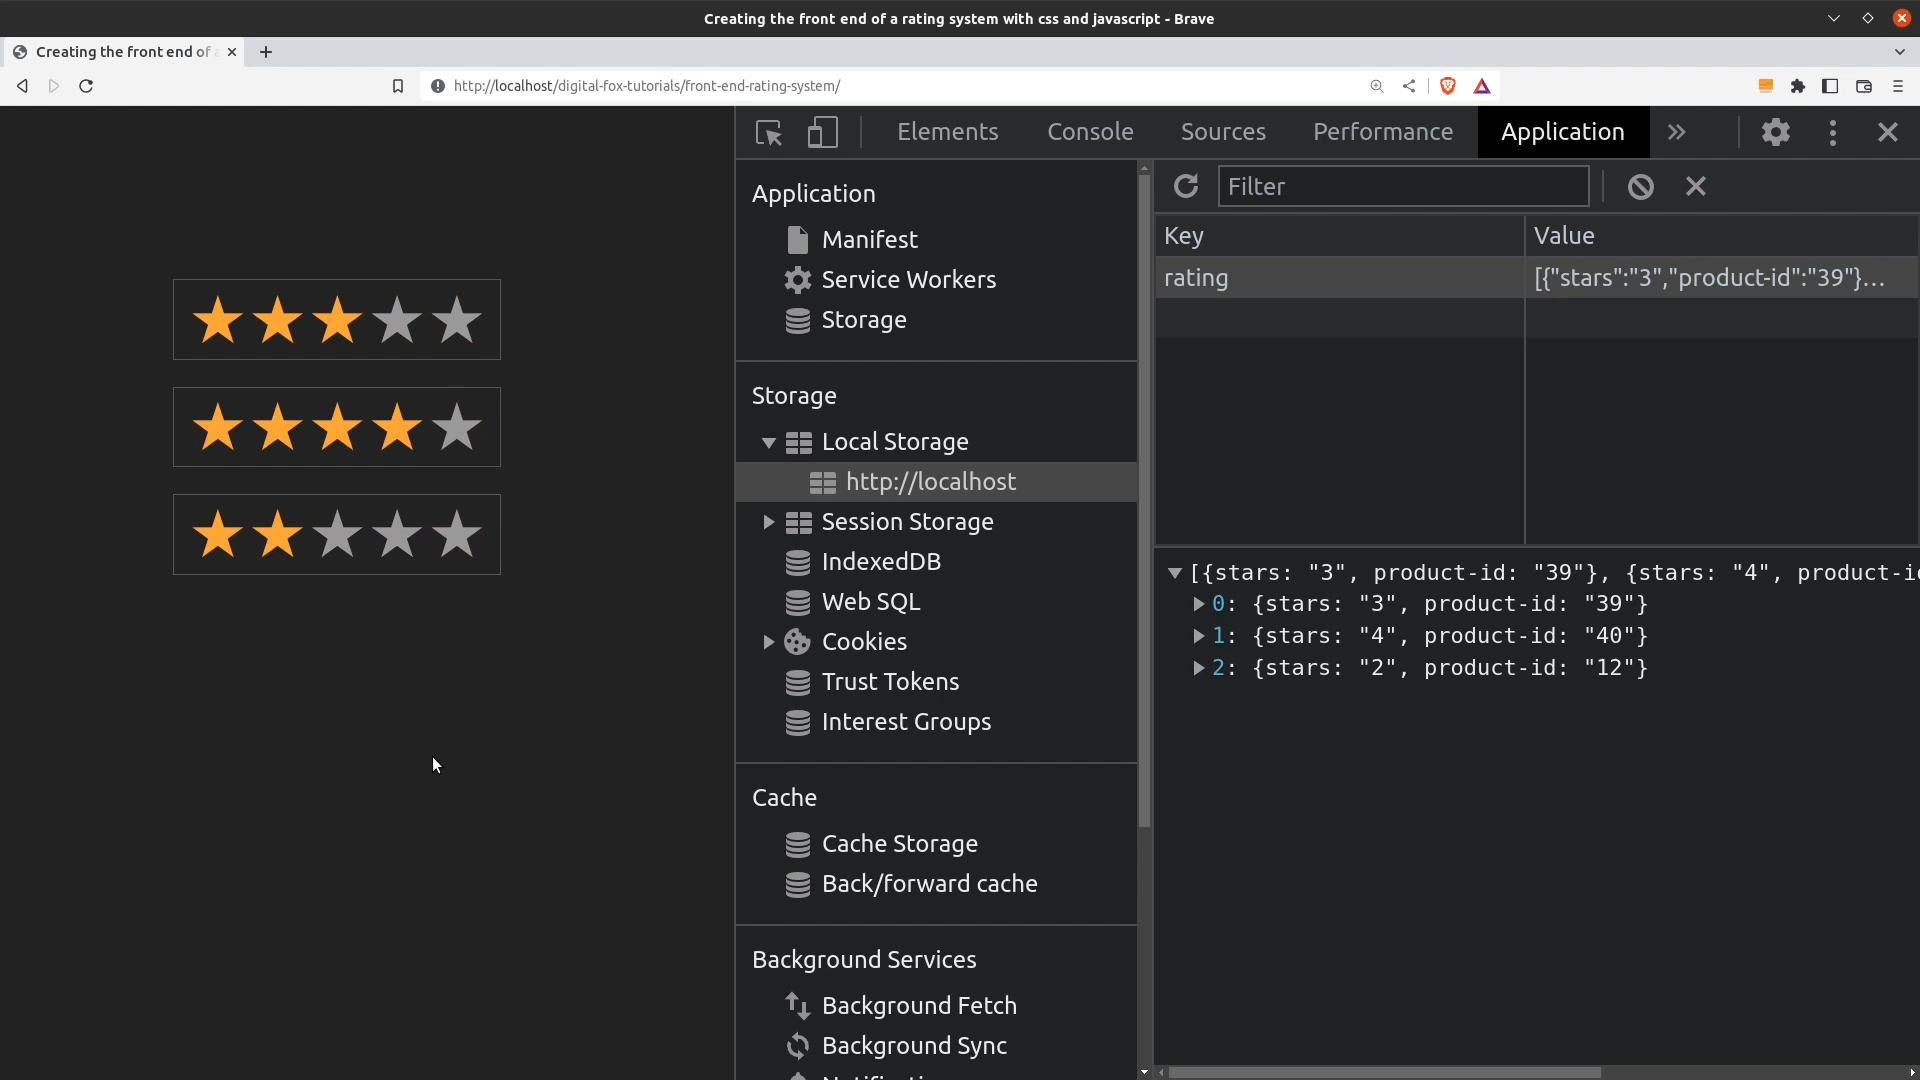 Creating the front end of a rating system with css and javascript - Brave
Creating the front end of
http://localhost/digital-fox-tutorials/front-end-rating-system/
Elements
Console
Sources
Performance
Application
Application
Manifest
Service Workers
Storage
Storage
Local Storage
http://localhost
Session Storage
IndexedDB
Web SQL
Cookies
Trust Tokens
Interest Groups
Cache
Cache Storage
Back/forward cache
Background Services
Background Fetch
Background Sync
Filter
Key
Value
rating
[{"stars":"3","product-id":"39"}…
[{stars: "3", product-id: "39"}, {stars: "4", product-id
0: {stars: "3", product-id: "39"}
1: {stars: "4", product-id: "40"}
2: {stars: "2", product-id: "12"}